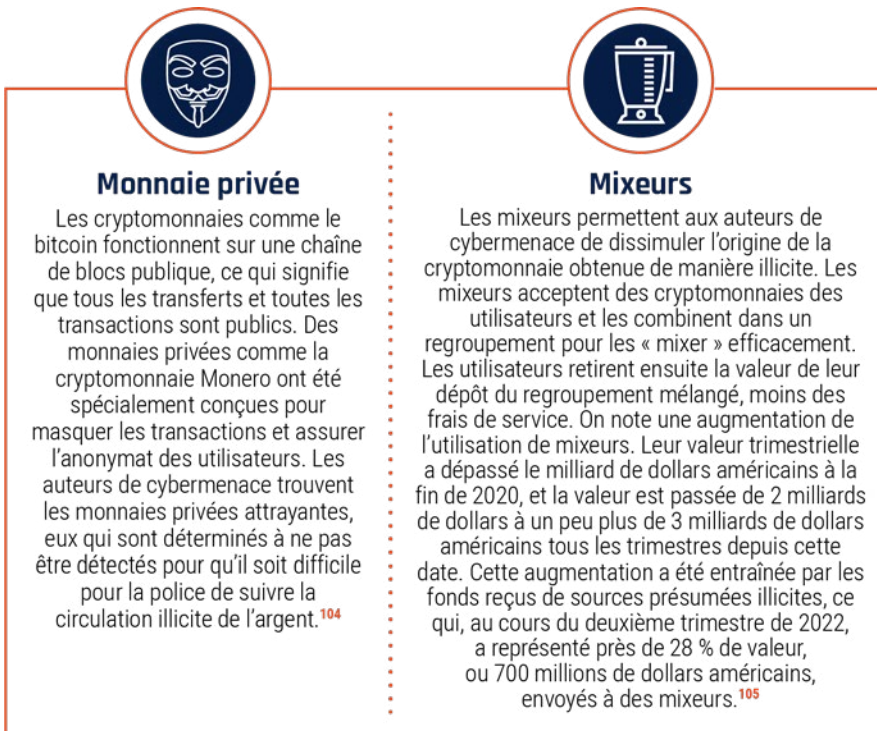 Monnaie privée
Les cryptomonnaies comme le
bitcoin fonctionnent sur une chaîne
de blocs publique, ce qui signifie
que tous les transferts et toutes les
transactions sont publics. Des
monnaies privées comme la
cryptomonnaie Monero ont été
spécialement conçues pour
masquer les transactions et assurer
l’anonymat des utilisateurs. Les
auteurs de cybermenace trouvent
les monnaies privées attrayantes,
eux qui sont déterminés à ne pas
être détectés pour qu’il soit difficile
pour la police de suivre la
circulation illicite de l’argent.104
Mixeurs
Les mixeurs permettent aux auteurs de
cybermenace de dissimuler l’origine de la
cryptomonnaie obtenue de manière illicite. Les
mixeurs acceptent des cryptomonnaies des
utilisateurs et les combinent dans un
regroupement pour les « mixer » efficacement.
Les utilisateurs retirent ensuite la valeur de leur
dépôt du regroupement mélangé, moins des
frais de service. On note une augmentation de
l’utilisation de mixeurs. Leur valeur trimestrielle
a dépassé le milliard de dollars américains à la
fin de 2020, et la valeur est passée de 2 milliards
de dollars à un peu plus de 3 milliards de dollars
américains tous les trimestres depuis cette
date. Cette augmentation a été entraînée par les
fonds reçus de sources présumées illicites, ce
qui, au cours du deuxième trimestre de 2022,
a représenté près de 28 % de valeur,
ou 700 millions de dollars américains,
envoyés à des mixeurs.105